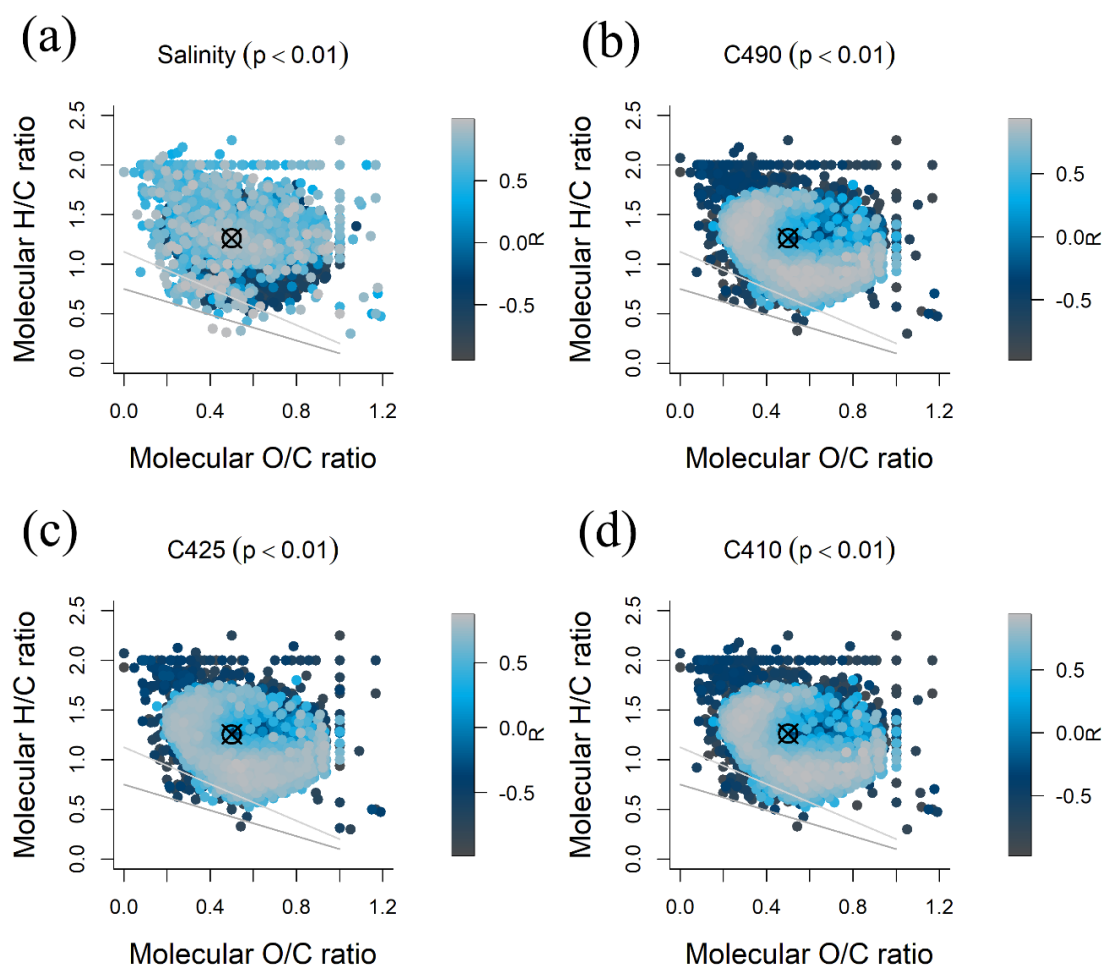 (a)
Salinity (p < 0.01)
Molecular H/C ratio
0.0 0.5 1.0 1.5 2.0 2.5
0.0 0.4 0.8 1.2
Molecular O/C ratio
0.5
0.0
-0.5
R
(b)
C490 (p < 0.01)
Molecular H/C ratio
0.0 0.5 1.0 1.5 2.0 2.5
0.0 0.4 0.8 1.2
Molecular O/C ratio
0.5
0.0
-0.5
R
(c)
C425 (p < 0.01)
Molecular H/C ratio
0.0 0.5 1.0 1.5 2.0 2.5
0.0 0.4 0.8 1.2
Molecular O/C ratio
0.5
0.0
-0.5
R
(d)
C410 (p < 0.01)
Molecular H/C ratio
0.0 0.5 1.0 1.5 2.0 2.5
0.0 0.4 0.8 1.2
Molecular O/C ratio
0.5
0.0
-0.5
R